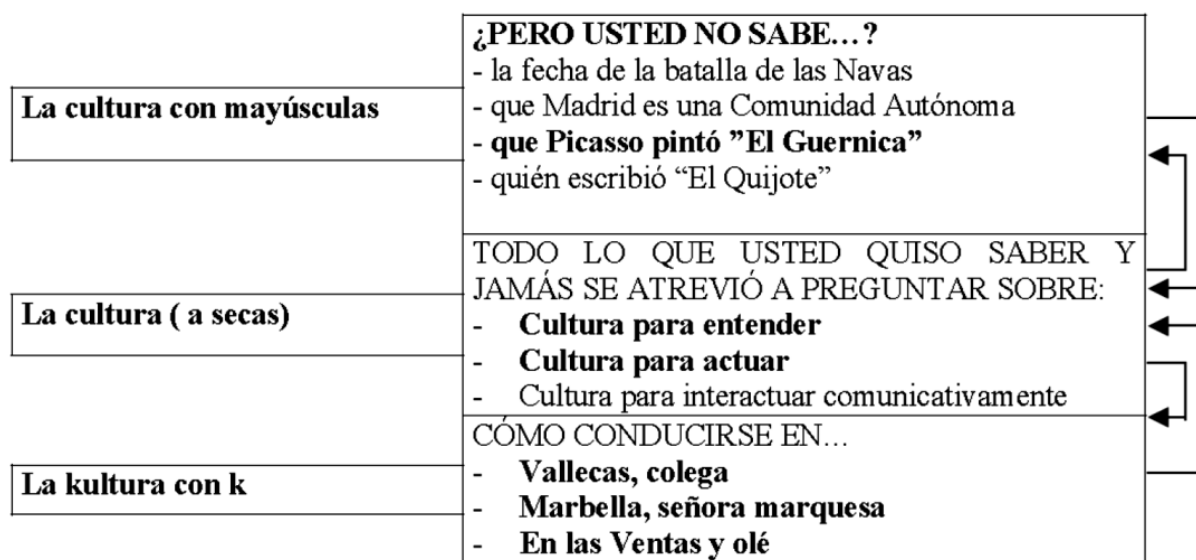 ¿PERO USTED NO SABE...?
- la fecha de la batalla de las Navas
La cultura con mayúsculas
- que Madrid es una Comunidad Autónoma
- que Picasso pintó ”El Guernica”
- quién escribió “El Quijote”
TODO LO QUE USTED QUISO SABER Y
JAMÁS SE ATREVIÓ A PREGUNTAR SOBRE:
La cultura ( a secas)
- Cultura para entender
- Cultura para actuar
- Cultura para interactuar comunicativamente
CÓMO CONDUCIRSE EN...
La kultura con k
- Vallecas, colega
- Marbella, señora marquesa
- En las Ventas y olé